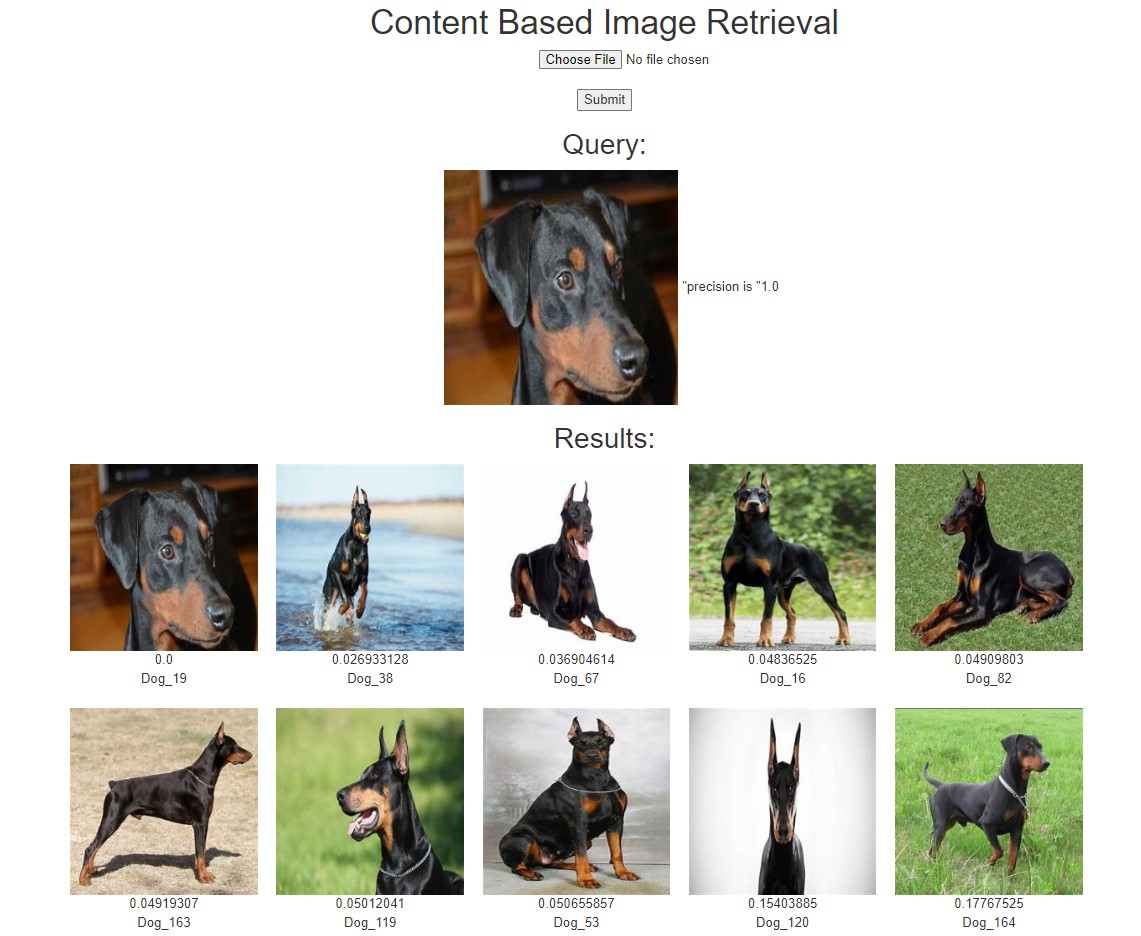 Content Based Image Retrieval
Choose File No file chosen
Submit
Query:
"precision is "1.0
Results:
0.0 0.026933128 0.036904614 0.04836525 0.04909803
Dog_19 Dog_38 Dog_67 Dog_16 Dog_82
0.04919307 0.05012041 0.050655857 0.15403885 0.17767525
Dog_163 Dog_119 Dog_53 Dog_120 Dog_164